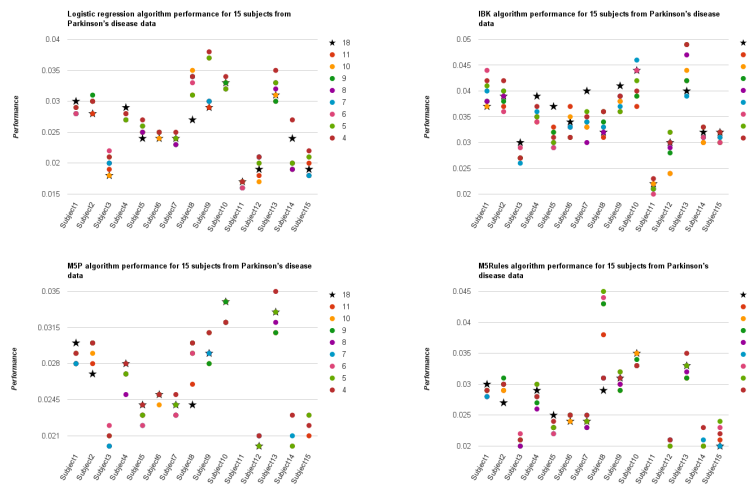 Logistic regression algorithm performance for 15 subjects from
Parkinson's disease data
0.04
0.035
0.03
0.025
0.02
0.015
Performance
Subject1
Subject2
Subject3
Subject4
Subject5
Subject6
Subject7
Subject8
Subject9
Subject10
Subject11
Subject12
Subject13
Subject14
Subject15
18
11
10
9
8
7
6
5
4
IBK algorithm performance for 15 subjects from Parkinson's disease
data
0.05
0.045
0.04
0.035
0.03
0.025
0.02
Performance
Subject1
Subject2
Subject3
Subject4
Subject5
Subject6
Subject7
Subject8
Subject9
Subject10
Subject11
Subject12
Subject13
Subject14
Subject15
M5P algorithm performance for 15 subjects from Parkinson's disease
data
0.035
0.0315
0.028
0.0245
0.021
Performance
Subject1
Subject2
Subject3
Subject4
Subject5
Subject6
Subject7
Subject8
Subject9
Subject10
Subject11
Subject12
Subject13
Subject14
Subject15
18
11
10
9
8
7
6
5
4
M5Rules algorithm performance for 15 subjects from Parkinson's
disease data
0.045
0.04
0.035
0.03
0.025
0.02
Performance
Subject1
Subject2
Subject3
Subject4
Subject5
Subject6
Subject7
Subject8
Subject9
Subject10
Subject11
Subject12
Subject13
Subject14
Subject15